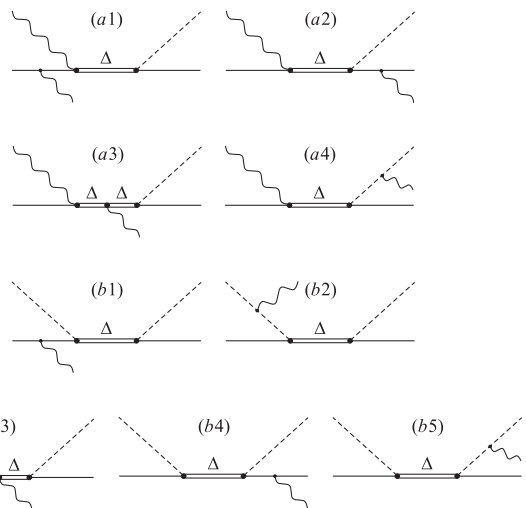 (a1) (a2)
Δ Δ
(a3) (a4)
Δ Δ Δ
(b1) (b2)
Δ Δ
3) (b4) (b5)
Δ Δ Δ